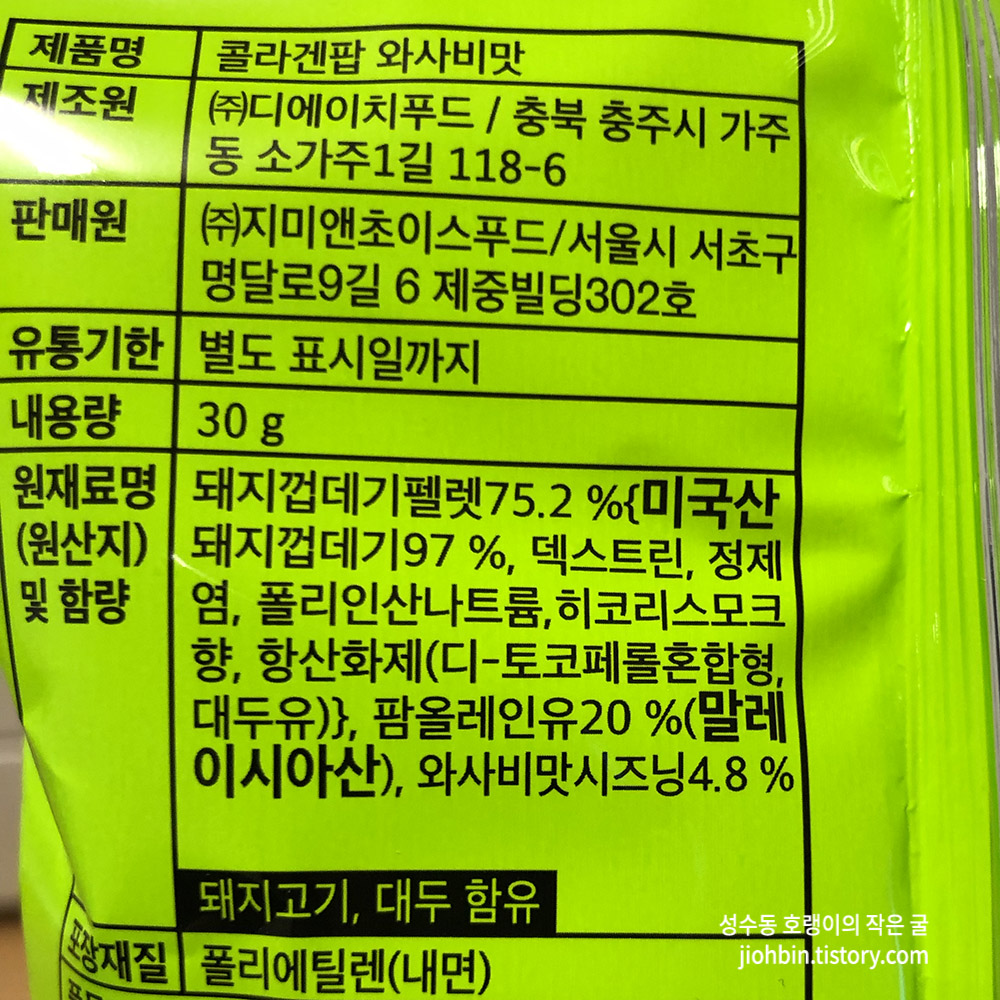 제품명 콜라겐팝 와사비맛
제조원 ㈜디에이치푸드 / 충북 충주시 가주
동 소가주1길 118-6
판매원 ㈜지미앤초이스푸드/서울시 서초구
명달로9길 6 제중빌딩302호
유통기한 별도 표시일까지
내용량 30 g
원재료명 돼지껍데기펠렛75.2 %{미국산
(원산지) 돼지껍데기97 %, 덱스트린, 정제
및 함량 염, 폴리인산나트륨,히코리스모크
향, 항산화제(디-토코페롤혼합형,
대두유)}, 팜올레인유20 %(말레
이시아산), 와사비맛시즈닝4.8 %
돼지고기, 대두 함유
포장재질 폴리에틸렌(내면)
성수동 호랭이의 작은 굴
jiohbin.tistory.com